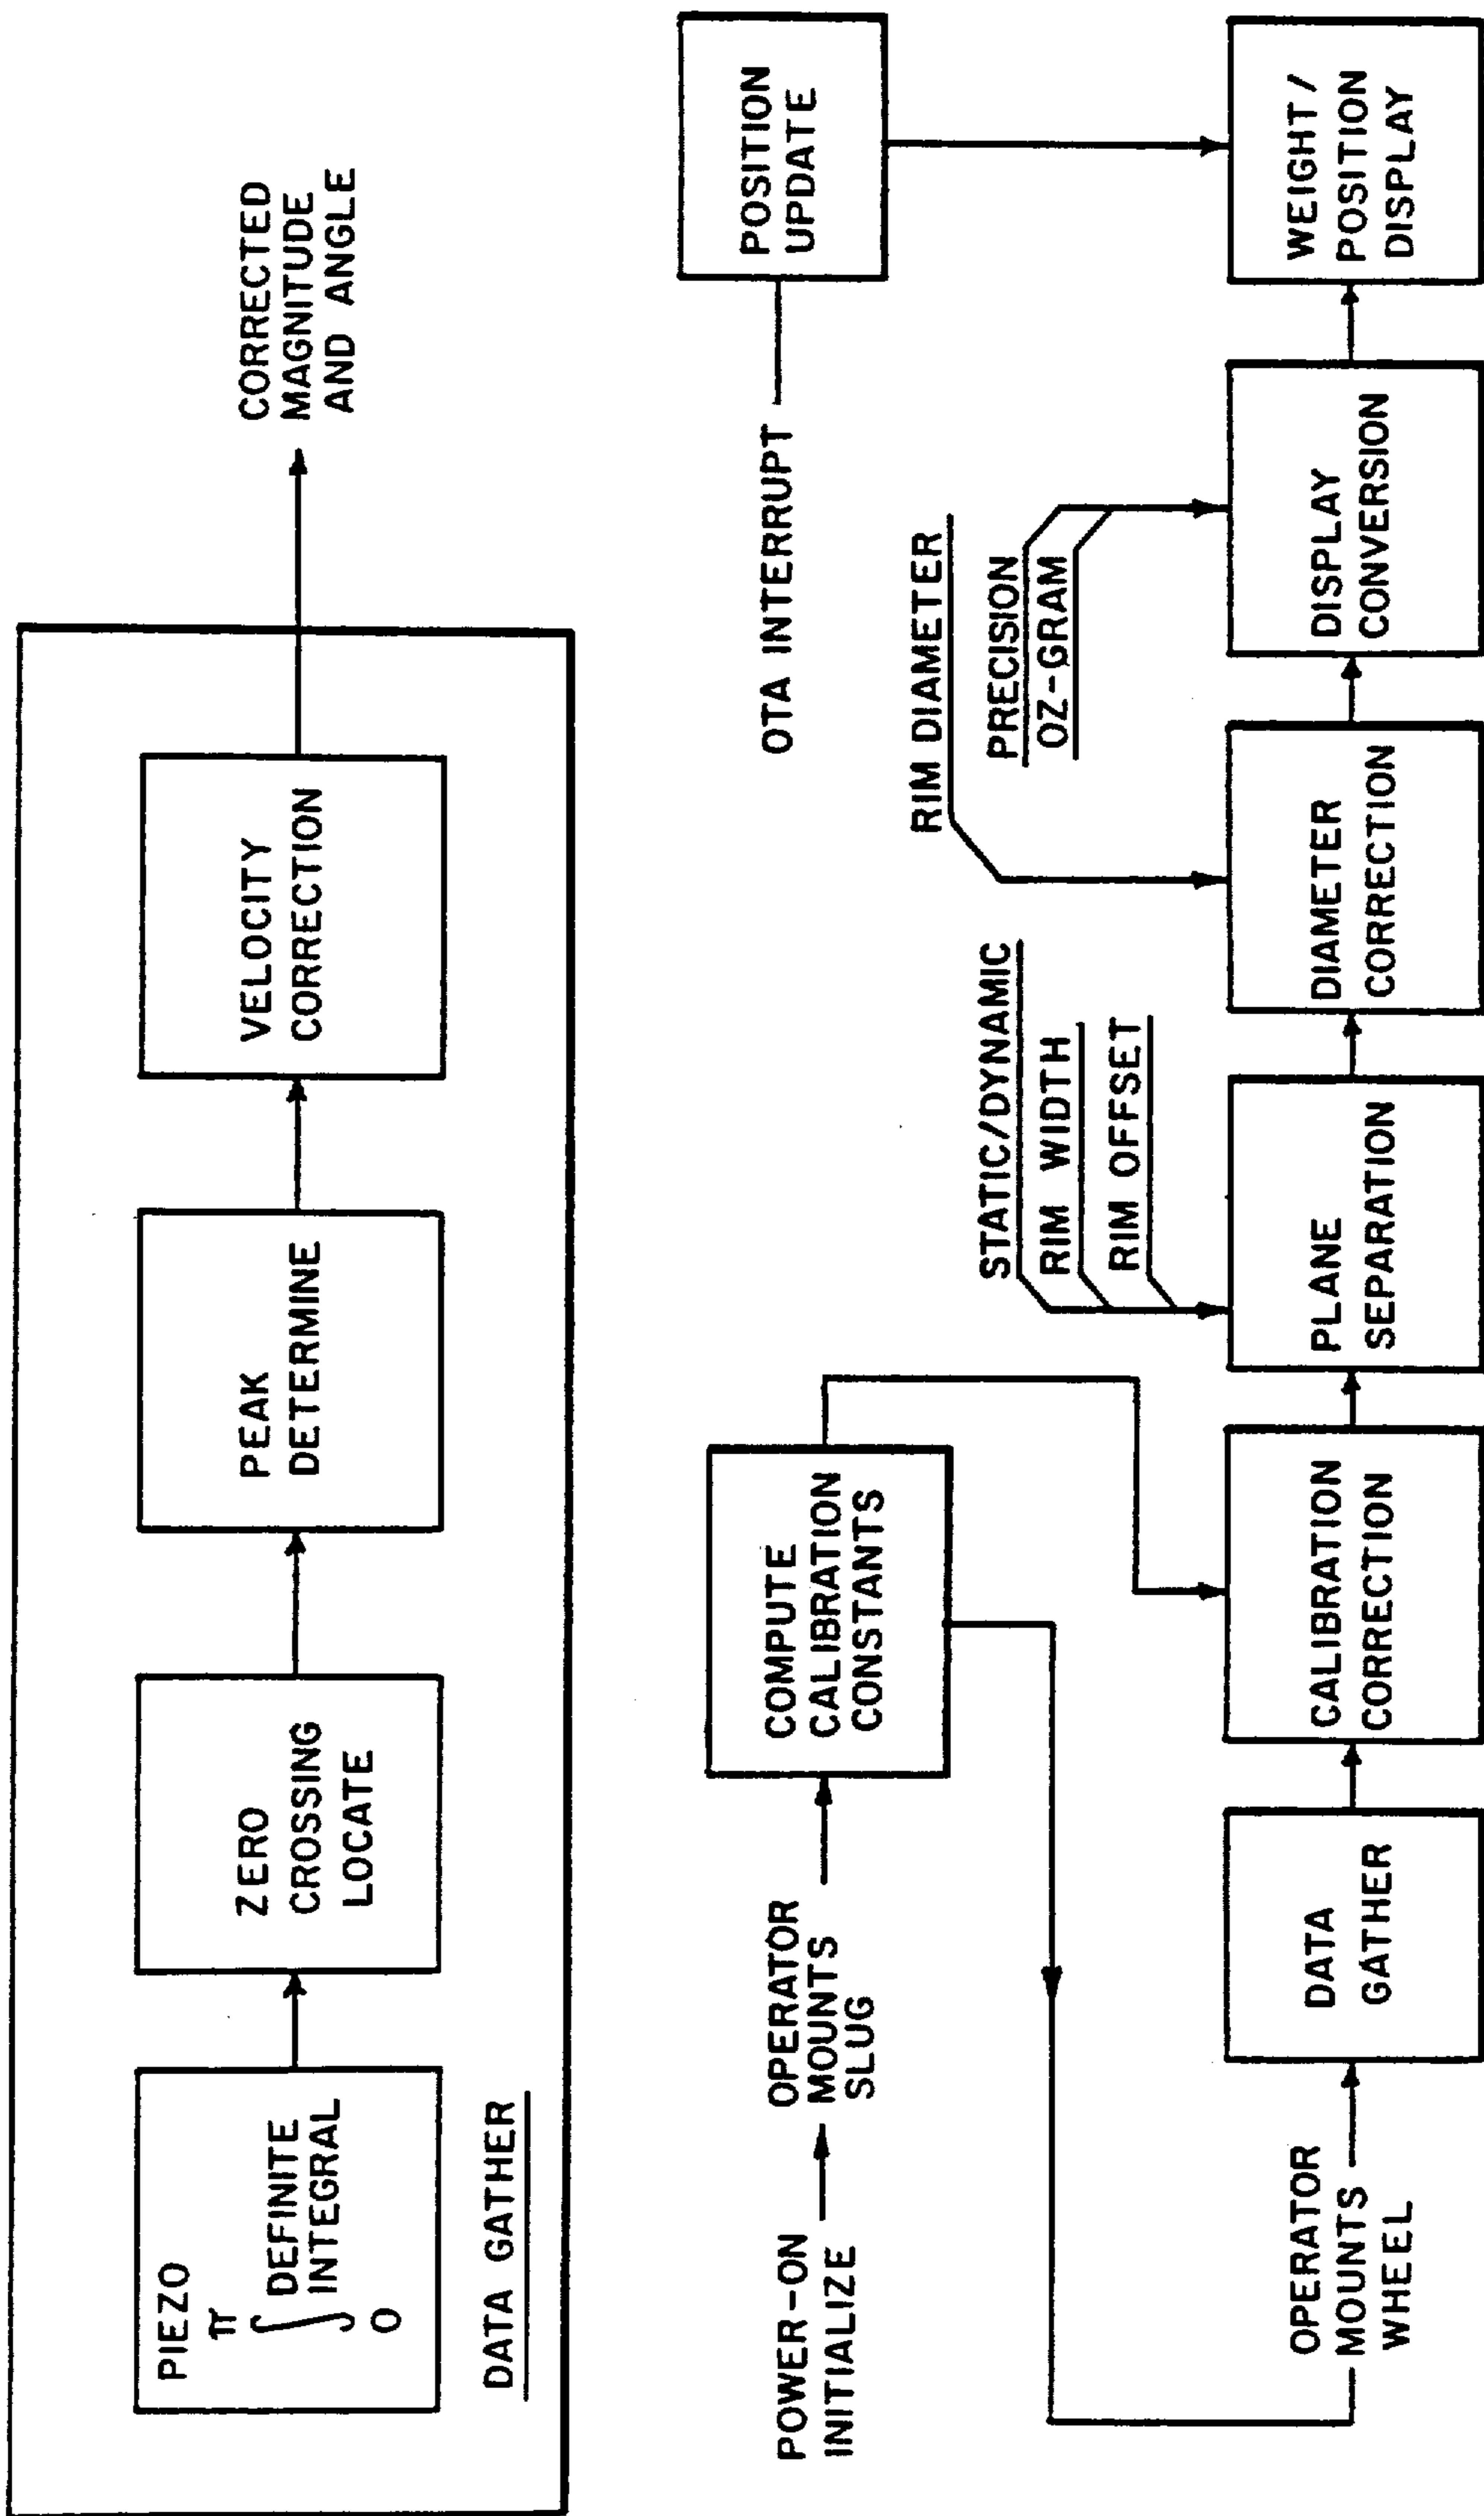 PIEZO
π
∫ DEFINITE
INTEGRAL
0
ZERO
CROSSING
LOCATE
PEAK
DETERMINE
VELOCITY
CORRECTION
CORRECTED
MAGNITUDE
AND ANGLE
DATA GATHER
POWER-ON
INITIALIZE
OPERATOR
MOUNTS
SLUG
COMPUTE
CALIBRATION
CONSTANTS
OTA INTERRUPT
POSITION
UPDATE
STATIC/DYNAMIC
RIM WIDTH
RIM OFFSET
RIM DIAMETER
PRECISION
OZ-GRAM
OPERATOR
MOUNTS
WHEEL
DATA
GATHER
CALIBRATION
CORRECTION
PLANE
SEPARATION
DIAMETER
CORRECTION
DISPLAY
CONVERSION
WEIGHT/
POSITION
DISPLAY